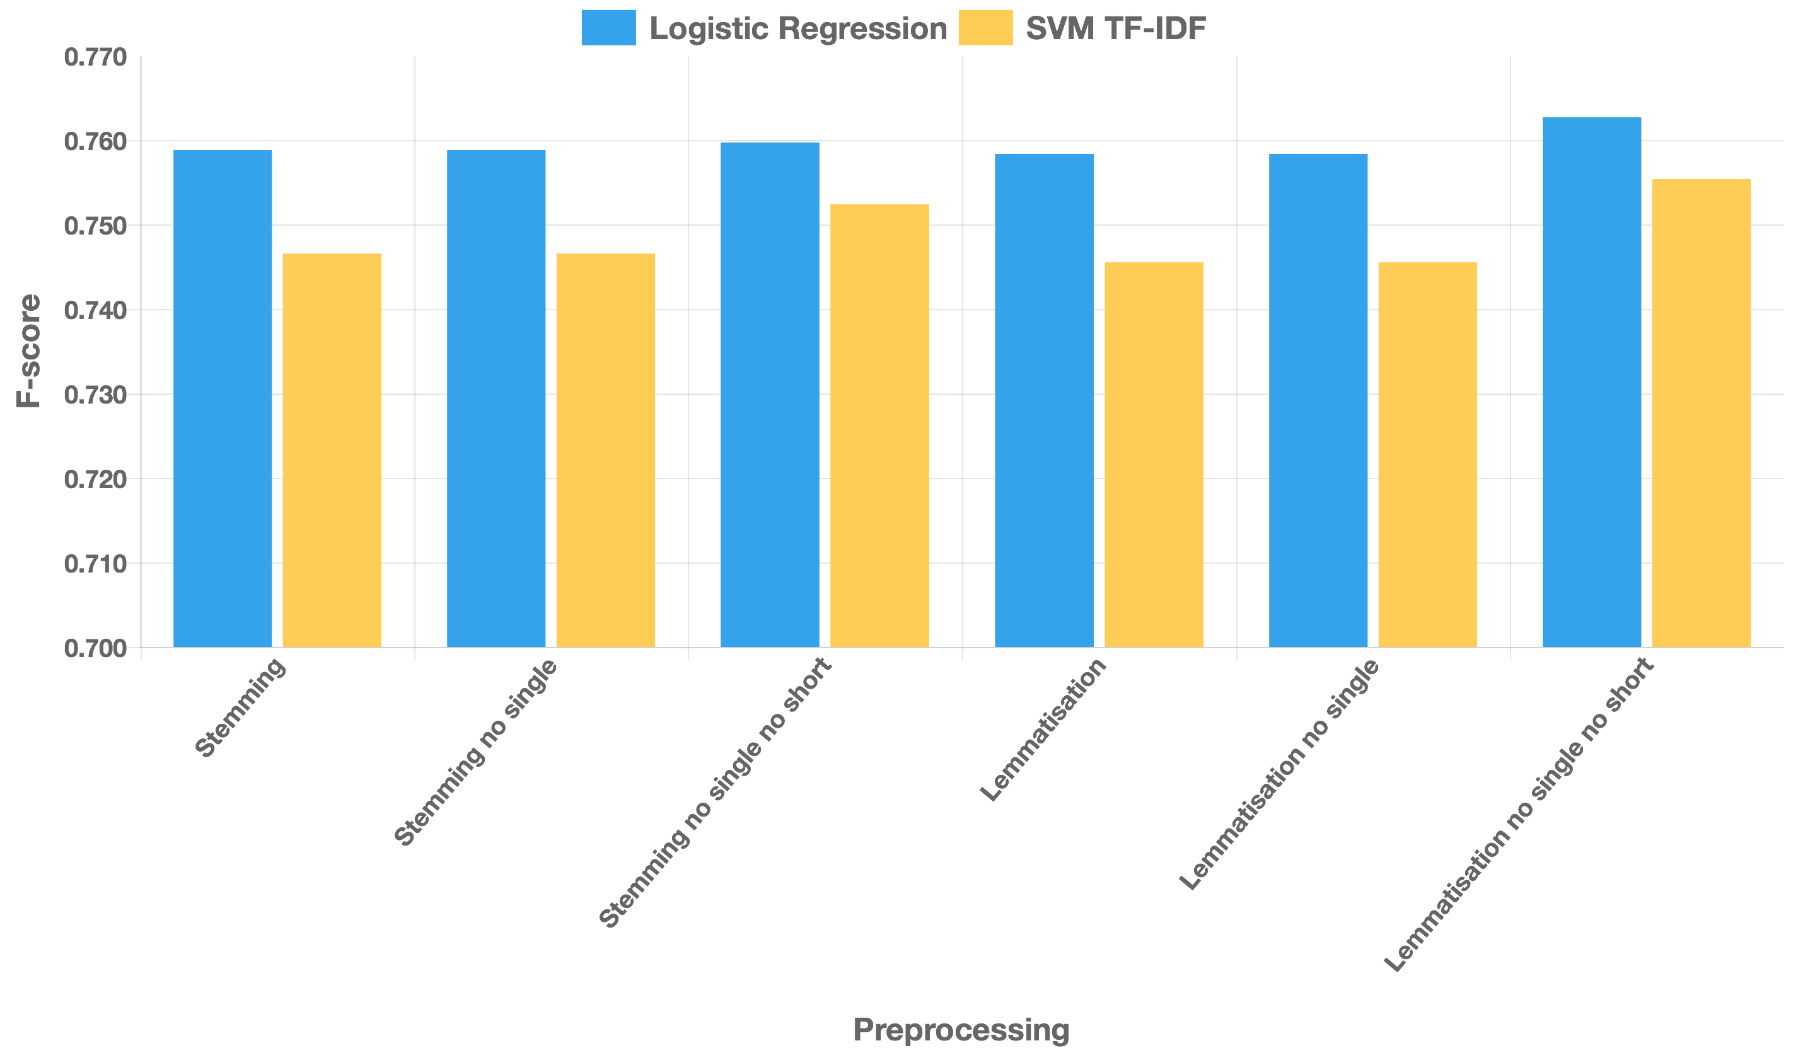 Logistic Regression SVM TF-IDF
0.770
0.760
0.750
0.740
0.730
0.720
0.710
0.700
F-score
Stemming
Stemming no single
Stemming no single no short
Lemmatisation
Lemmatisation no single
Lemmatisation no single no short
Preprocessing